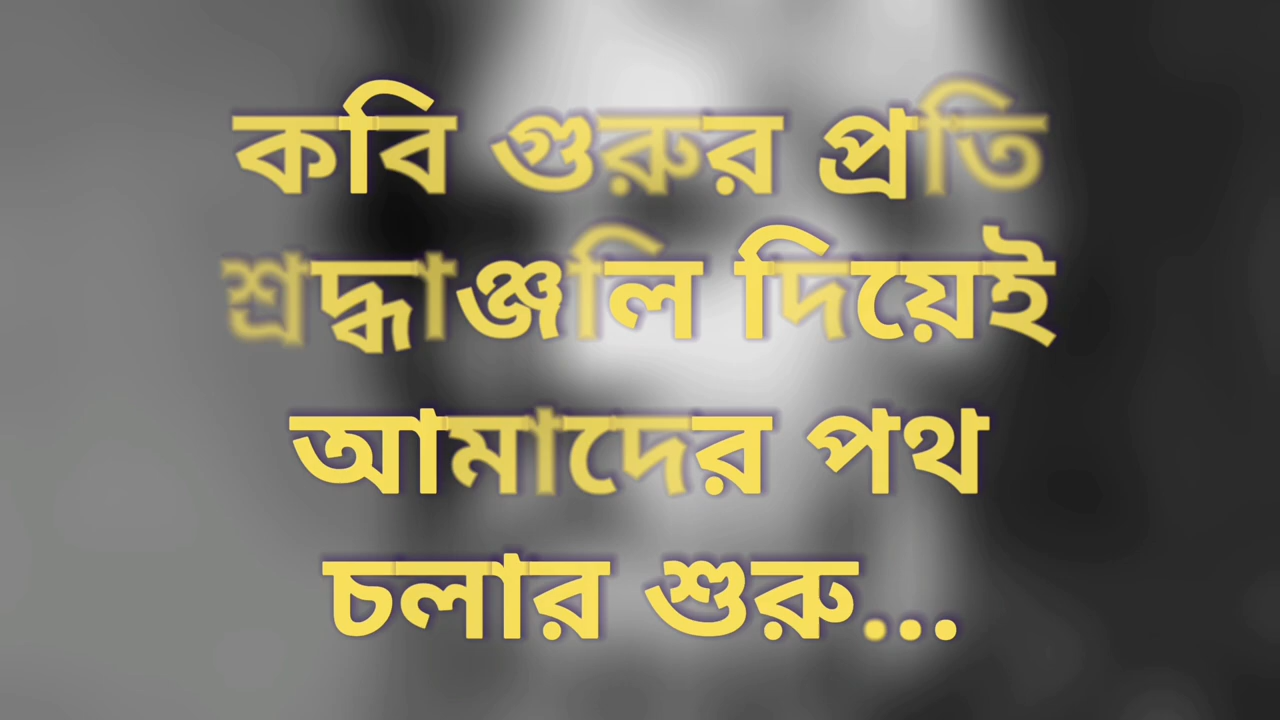 কবি গুরুর প্রতি
শ্রদ্ধাঞ্জলি দিয়েই
আমাদের পথ
চলার শুরু...